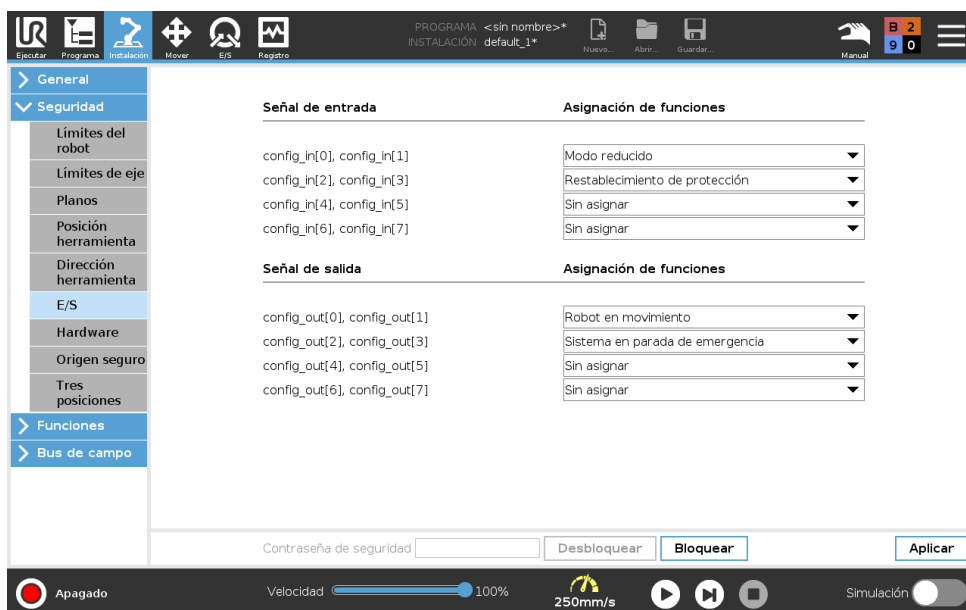 UR
PROGRAMA <sin nombre>*
INSTALACIÓN default_1*
Ejecutar Programa Instalación Mover E/S Registro Nuevo... Abrir... Guardar... Manual
B 2
9 0
General
Seguridad
Límites del
robot
Límites de eje
Planos
Posición
herramienta
Dirección
herramienta
E/S
Hardware
Origen seguro
Tres
posiciones
Funciones
Bus de campo
Señal de entrada Asignación de funciones
config_in[0], config_in[1] Modo reducido
config_in[2], config_in[3] Restablecimiento de protección
config_in[4], config_in[5] Sin asignar
config_in[6], config_in[7] Sin asignar
Señal de salida Asignación de funciones
config_out[0], config_out[1] Robot en movimiento
config_out[2], config_out[3] Sistema en parada de emergencia
config_out[4], config_out[5] Sin asignar
config_out[6], config_out[7] Sin asignar
Contraseña de seguridad Desbloquear Bloquear Aplicar
Apagado Velocidad 100% 250mm/s Simulación